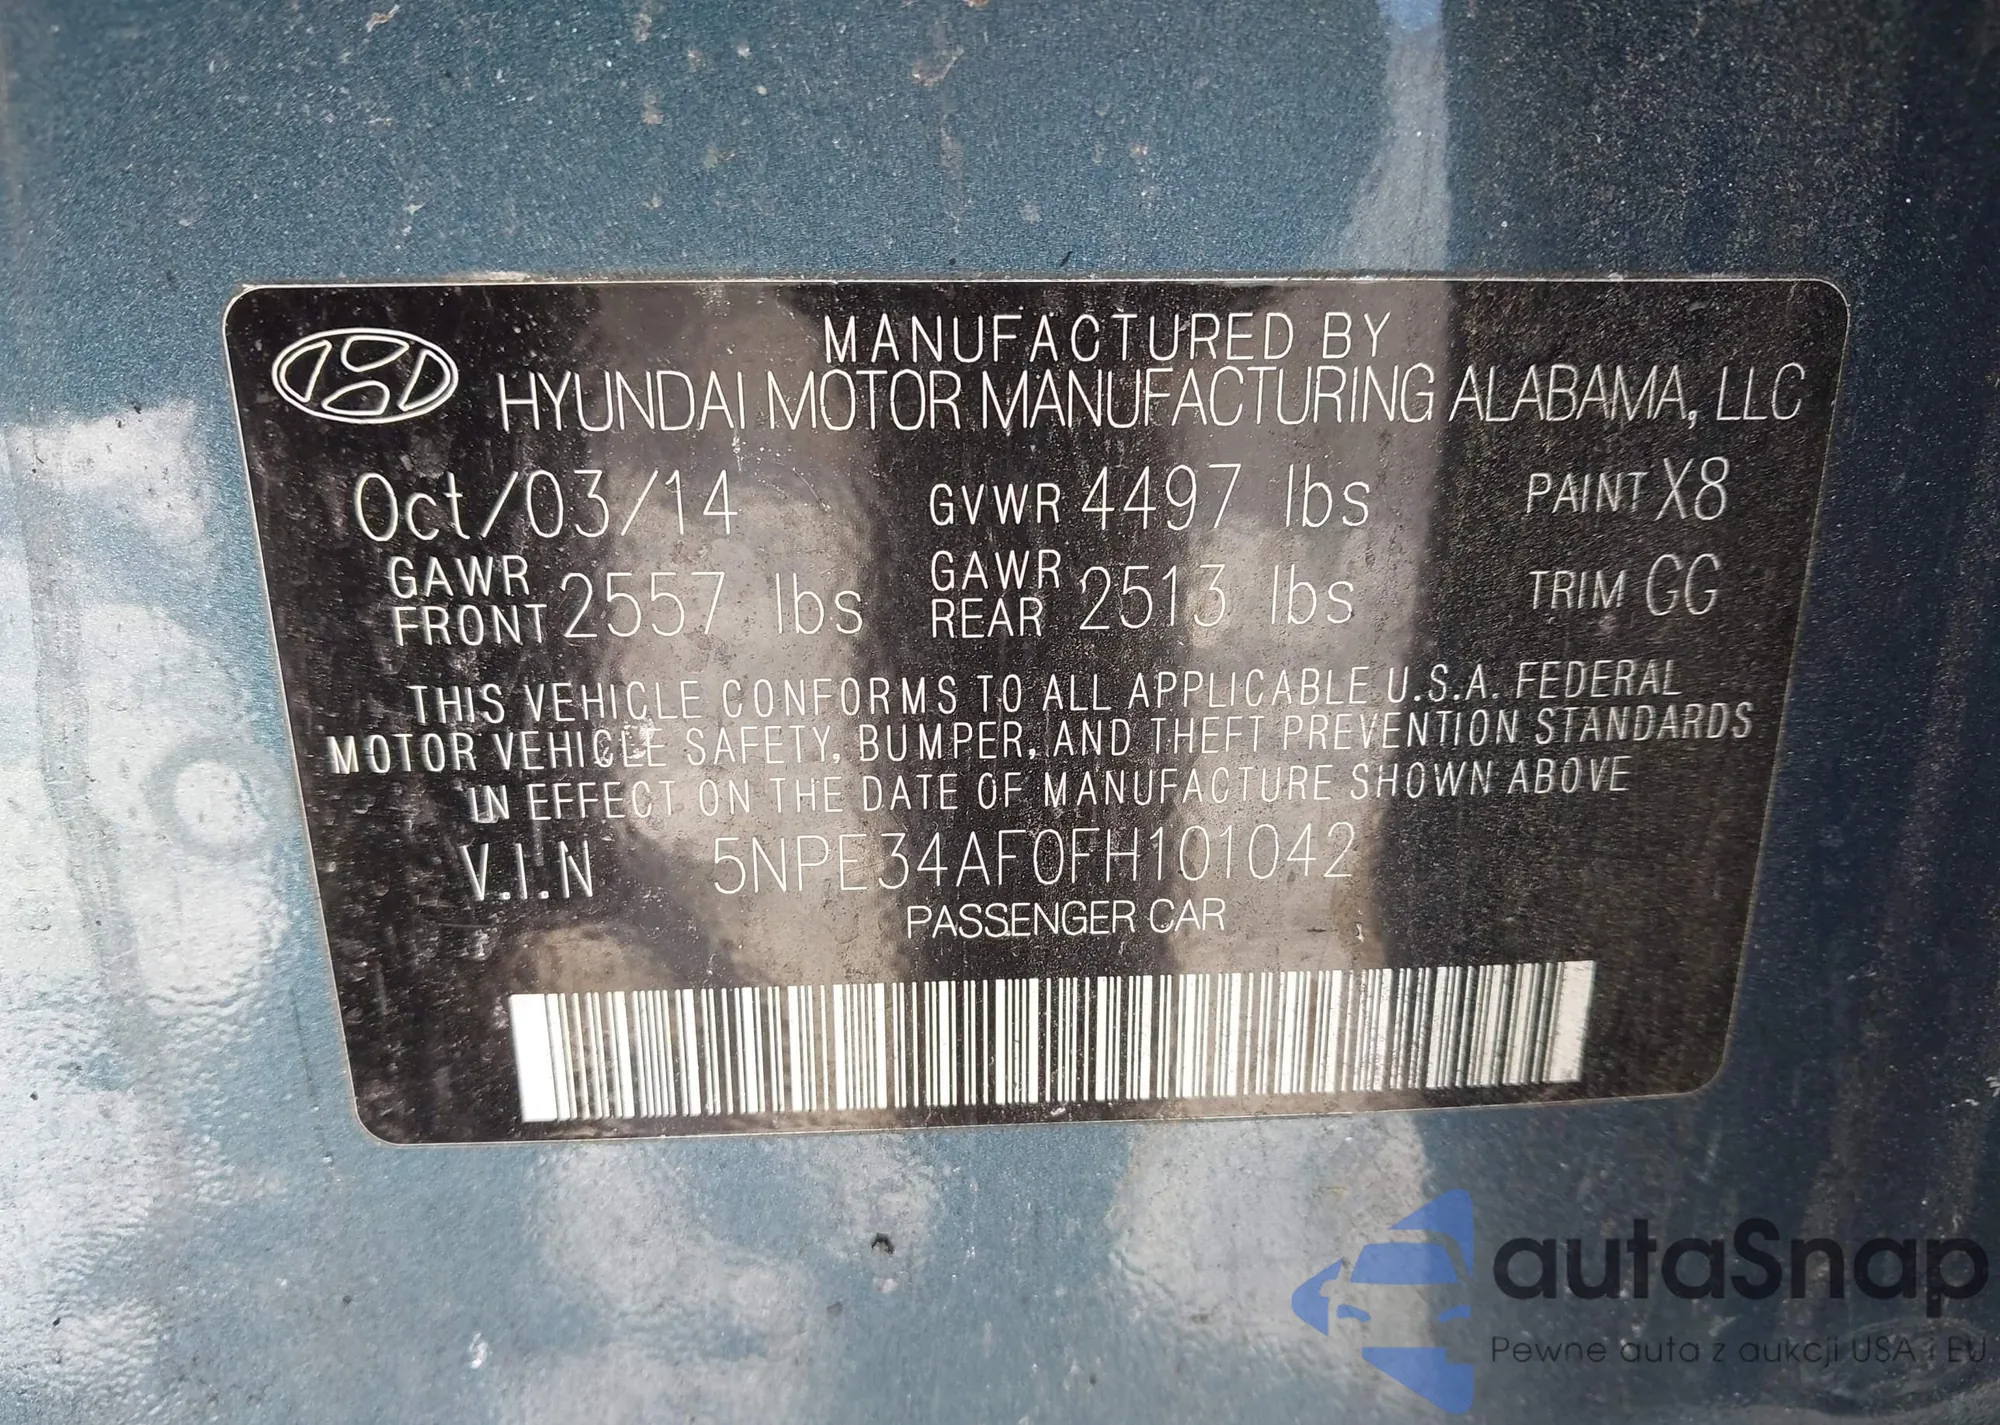 MANUFACTURED BY
HYUNDAI MOTOR MANUFACTURING ALABAMA, LLC
Oct/03/14 GVWR 4497 lbs PAINT X8
GAWR FRONT 2557 lbs GAWR REAR 2513 lbs TRIM GG
THIS VEHICLE CONFORMS TO ALL APPLICABLE U.S.A. FEDERAL
MOTOR VEHICLE SAFETY, BUMPER, AND THEFT PREVENTION STANDARDS
IN EFFECT ON THE DATE OF MANUFACTURE SHOWN ABOVE
V.I.N 5NPE34AF0FH101042
PASSENGER CAR
autaSnap
Pewne auta z aukcji USA i EU